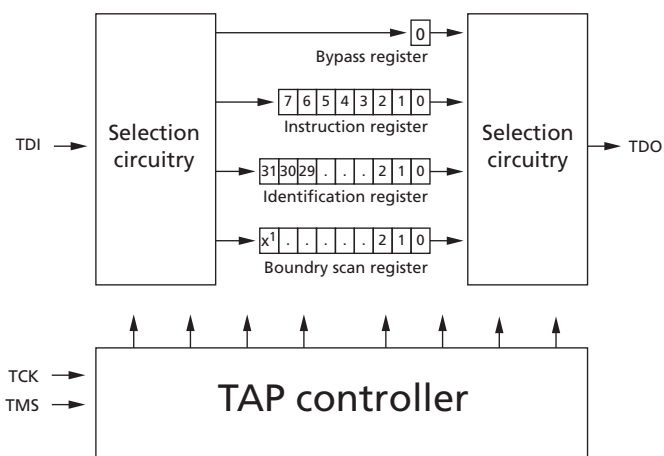 0
Bypass register
7 6 5 4 3 2 1 0
Instruction register
TDI
Selection
circuitry
Selection
circuitry
TDO
31 30 29 . . . 2 1 0
Identification register
x¹ . . . . . 2 1 0
Boundry scan register
TCK
TMS
TAP controller